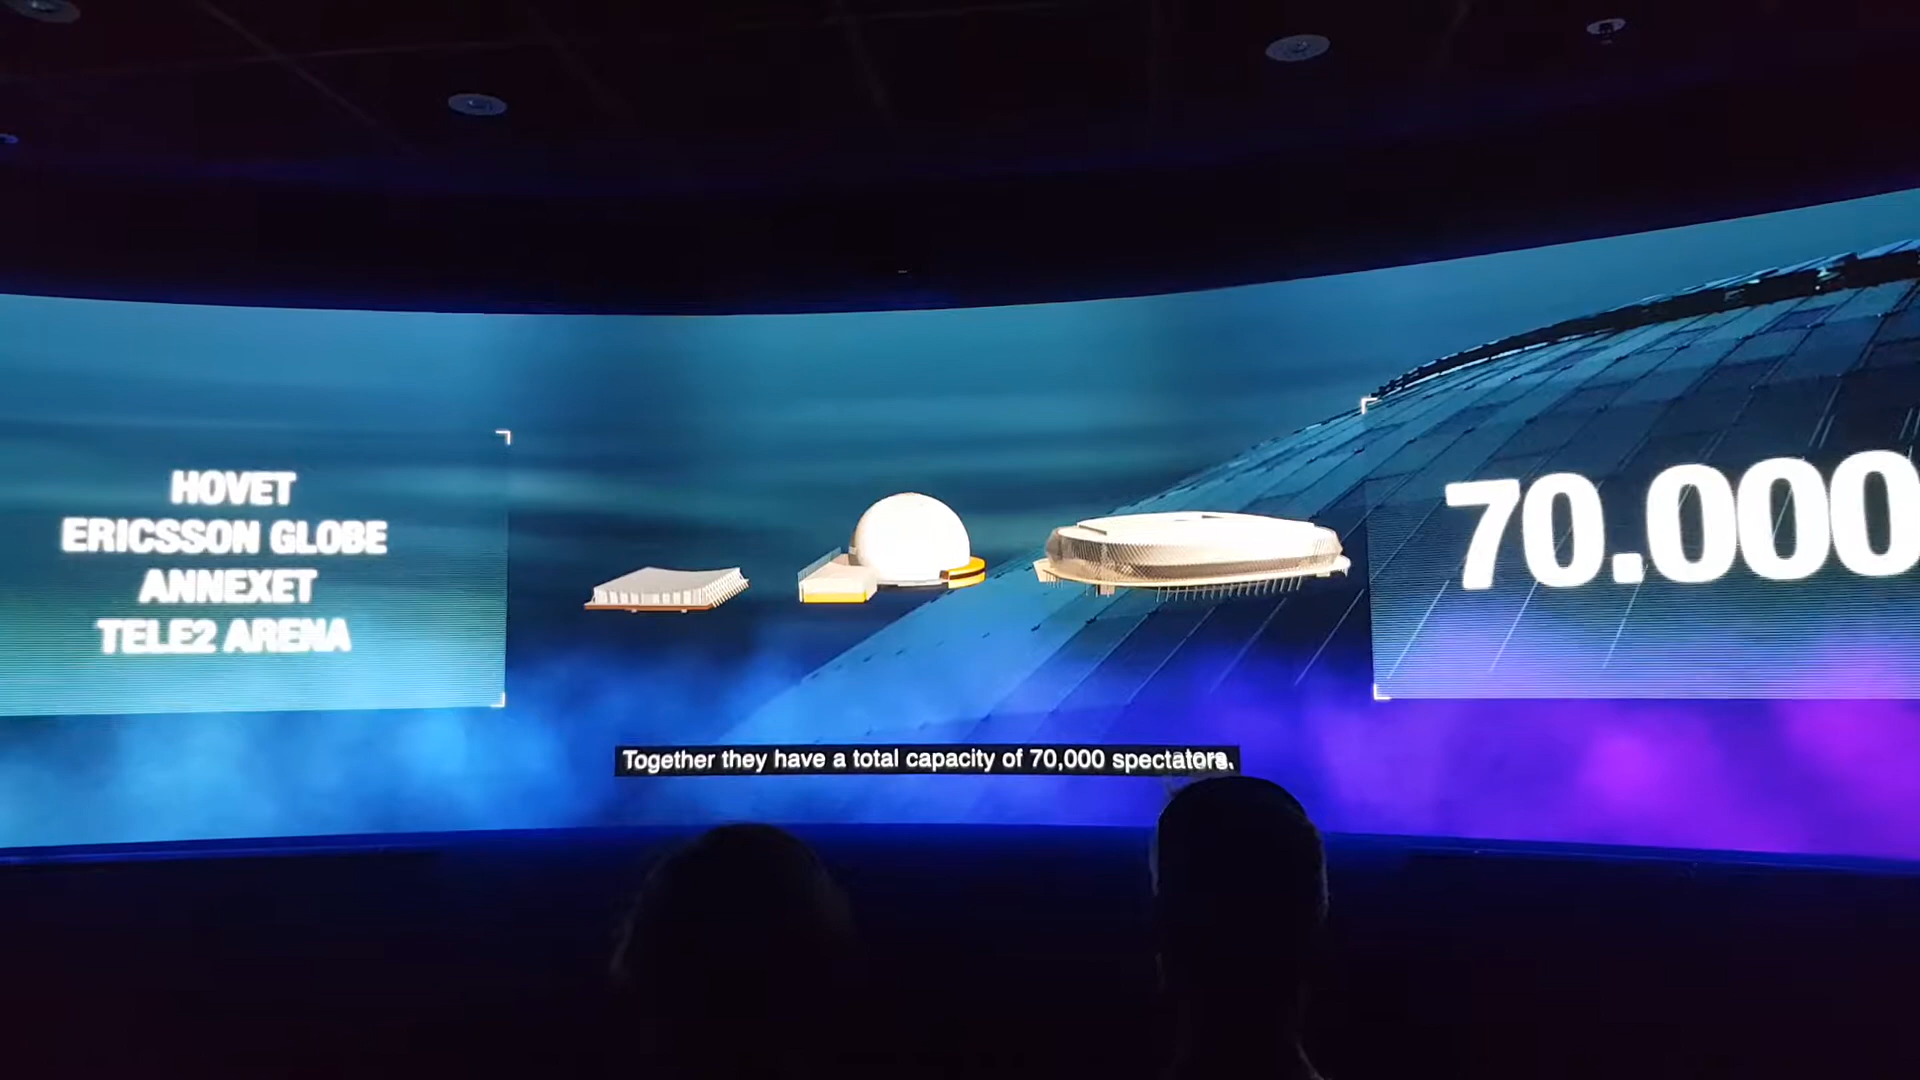 HOVET
ERICSSON GLOBE
ANNEXET
TELE2 ARENA
70.000
Together they have a total capacity of 70,000 spectators.